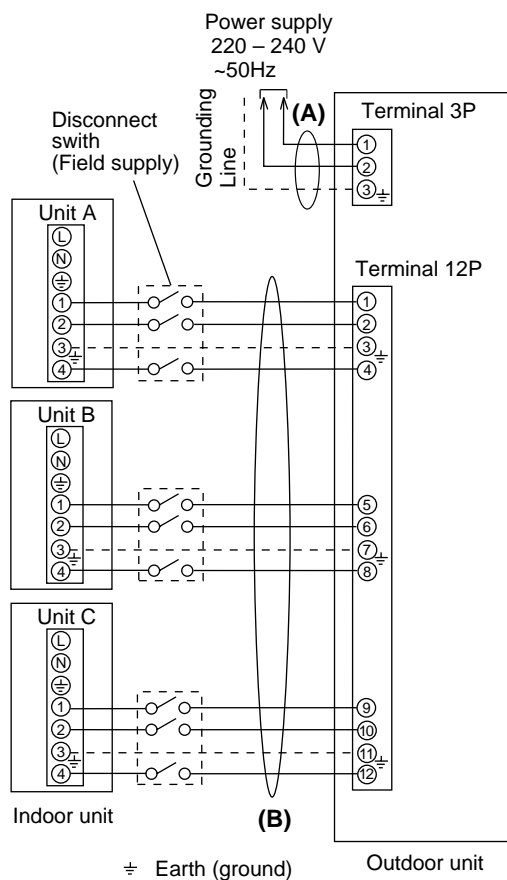 Power supply
220 – 240 V
~50Hz
(A)
Grounding
Line
Terminal 3P
1
2
3
Disconnect
swith
(Field supply)
Unit A
L
N
1
2
3
4
Terminal 12P
1
2
3
4
Unit B
L
N
1
2
3
4
5
6
7
8
Unit C
L
N
1
2
3
4
9
10
11
12
(B)
Indoor unit
Earth (ground)
Outdoor unit